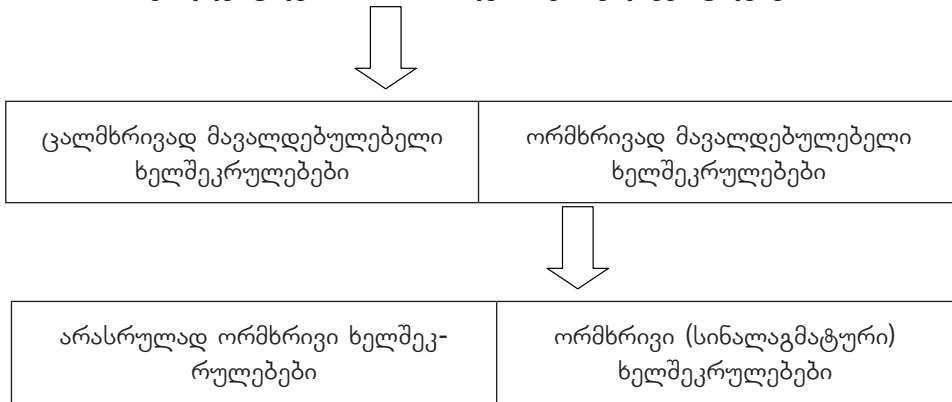 ცალმხრივად მავალდებულებელი
ხელშეკრულებები
ორმხრივად მავალდებულებელი
ხელშეკრულებები
არასრულად ორმხრივი ხელშეკ-
რულებები
ორმხრივი (სინალაგმატური)
ხელშეკრულებები